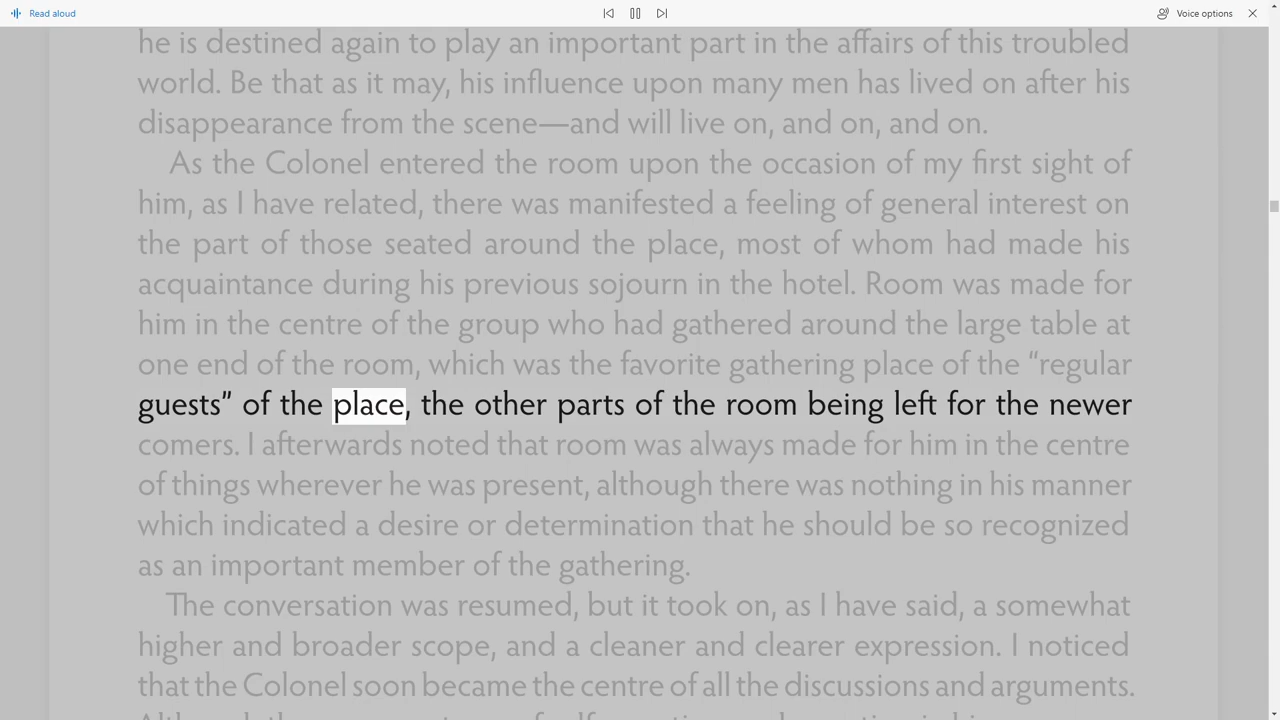 Read aloud
Voice options
he is destined again to play an important part in the affairs of this troubled
world. Be that as it may, his influence upon many men has lived on after his
disappearance from the scene—and will live on, and on, and on.
As the Colonel entered the room upon the occasion of my first sight of
him, as I have related, there was manifested a feeling of general interest on
the part of those seated around the place, most of whom had made his
acquaintance during his previous sojourn in the hotel. Room was made for
him in the centre of the group who had gathered around the large table at
one end of the room, which was the favorite gathering place of the “regular
guests” of the place, the other parts of the room being left for the newer
comers. I afterwards noted that room was always made for him in the centre
of things wherever he was present, although there was nothing in his manner
which indicated a desire or determination that he should be so recognized
as an important member of the gathering.
The conversation was resumed, but it took on, as I have said, a somewhat
higher and broader scope, and a cleaner and clearer expression. I noticed
that the Colonel soon became the centre of all the discussions and arguments.